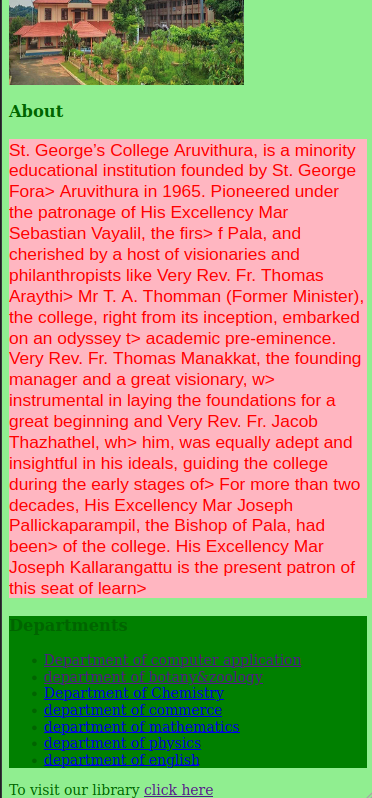 About
St. George’s College Aruvithura, is a minority
educational institution founded by St. George
Fora> Aruvithura in 1965. Pioneered under
the patronage of His Excellency Mar
Sebastian Vayalil, the firs> f Pala, and
cherished by a host of visionaries and
philanthropists like Very Rev. Fr. Thomas
Araythi> Mr T. A. Thomman (Former Minister),
the college, right from its inception, embarked
on an odyssey t> academic pre-eminence.
Very Rev. Fr. Thomas Manakkat, the founding
manager and a great visionary, w>
instrumental in laying the foundations for a
great beginning and Very Rev. Fr. Jacob
Thazhathel, wh> him, was equally adept and
insightful in his ideals, guiding the college
during the early stages of> For more than two
decades, His Excellency Mar Joseph
Pallickaparampil, the Bishop of Pala, had
been> of the college. His Excellency Mar
Joseph Kallarangattu is the present patron of
this seat of learn>
Departments
Department of computer application
department of botany&zoology
Department of Chemistry
department of commerce
department of mathematics
department of physics
department of english
To visit our library click here